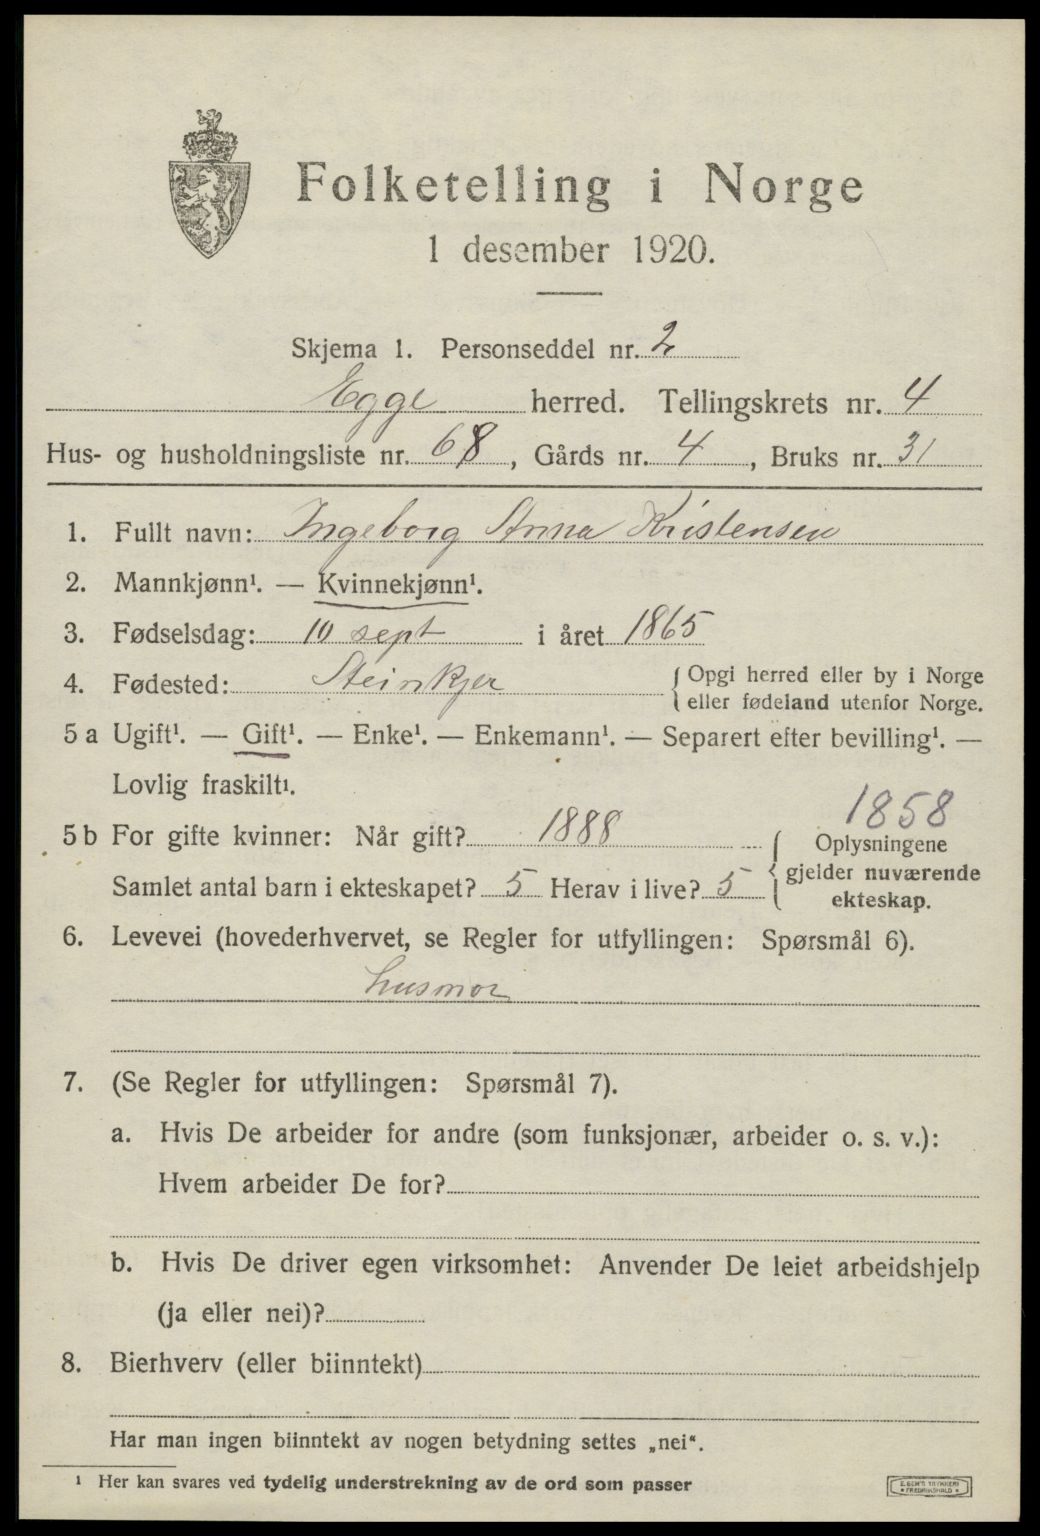 Folketelling i Norge
1 desember 1920.
Skjema 1. Personseddel nr. 2
Egge herred. Tellingskrets nr. 4
Hus- og husholdningsliste nr. 68, Gårds nr. 4, Bruks nr. 31
1. Fullt navn: Ingeborg Anna Kristensen
2. Mannkjønn¹. — Kvinnekjønn¹.
3. Fødselsdag: 10 sept i året 1865
4. Fødested: Steinkjer { Opgi herred eller by i Norge
eller fødeland utenfor Norge.
5 a Ugift¹. — Gift¹. — Enke¹. — Enkemann¹. — Separert efter bevilling¹. —
Lovlig fraskilt¹.
1858
5 b For gifte kvinner: Når gift? 1888 { Oplysningene
gjelder nuværende
ekteskap.
Samlet antal barn i ekteskapet? 5 Herav i live? 5
6. Levevei (hovederhvervet, se Regler for utfyllingen: Spørsmål 6).
husmor
7. (Se Regler for utfyllingen: Spørsmål 7).
a. Hvis De arbeider for andre (som funksjonær, arbeider o. s. v.):
Hvem arbeider De for?
b. Hvis De driver egen virksomhet: Anvender De leiet arbeidshjelp
(ja eller nei)?
8. Bierhverv (eller biinntekt)
Har man ingen biinntekt av nogen betydning settes „nei“.
¹ Her kan svares ved tydelig understrekning av de ord som passer
E. SEM'S TRYKKERI
FREDRIKSHALD